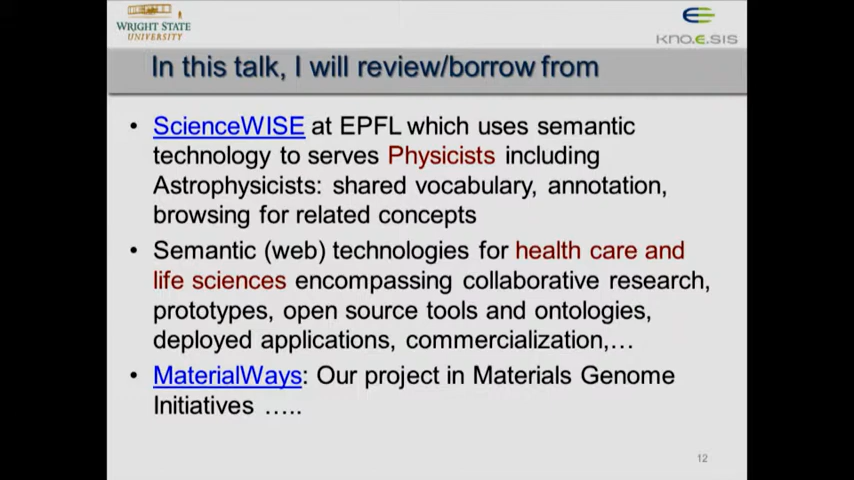 WRIGHT STATE
UNIVERSITY
KNO.E.SIS
In this talk, I will review/borrow from
• ScienceWISE at EPFL which uses semantic
technology to serves Physicists including
Astrophysicists: shared vocabulary, annotation,
browsing for related concepts
• Semantic (web) technologies for health care and
life sciences encompassing collaborative research,
prototypes, open source tools and ontologies,
deployed applications, commercialization,…
• MaterialWays: Our project in Materials Genome
Initiatives …..
12